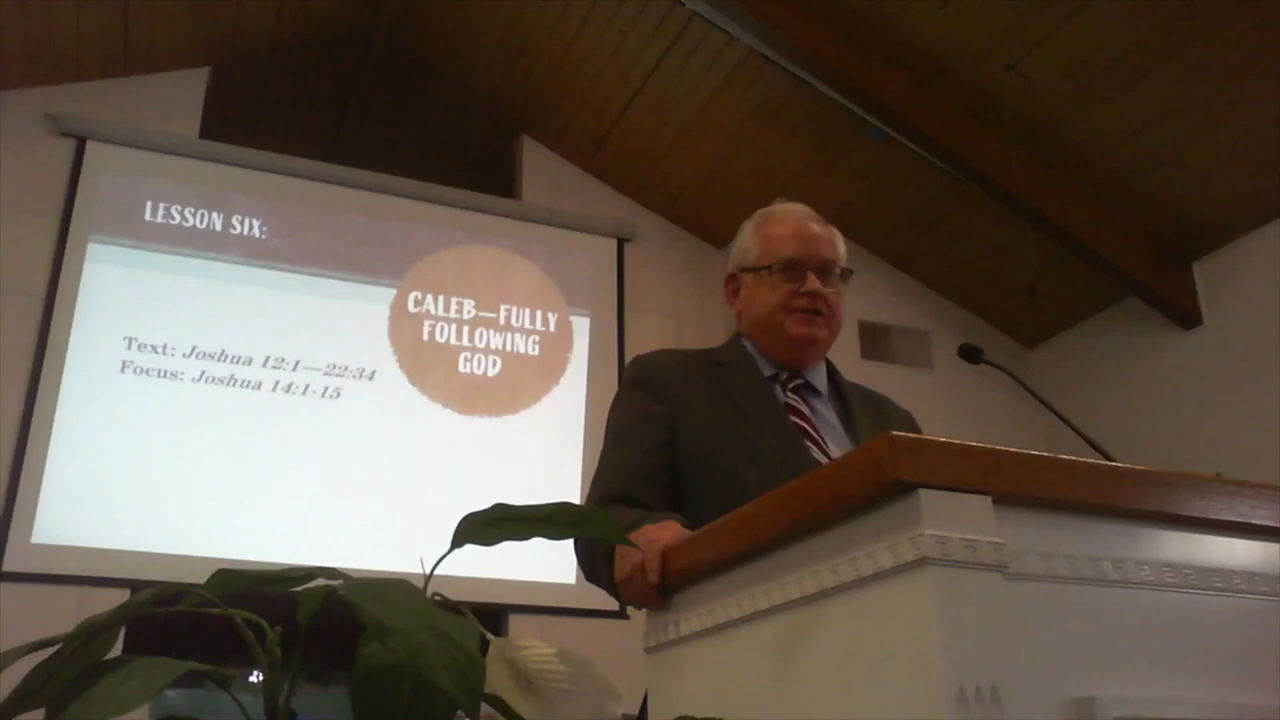 LESSON SIX:
CALEB—FULLY
FOLLOWING
GOD
Text: Joshua 12:1—22:34
Focus: Joshua 14:1-15